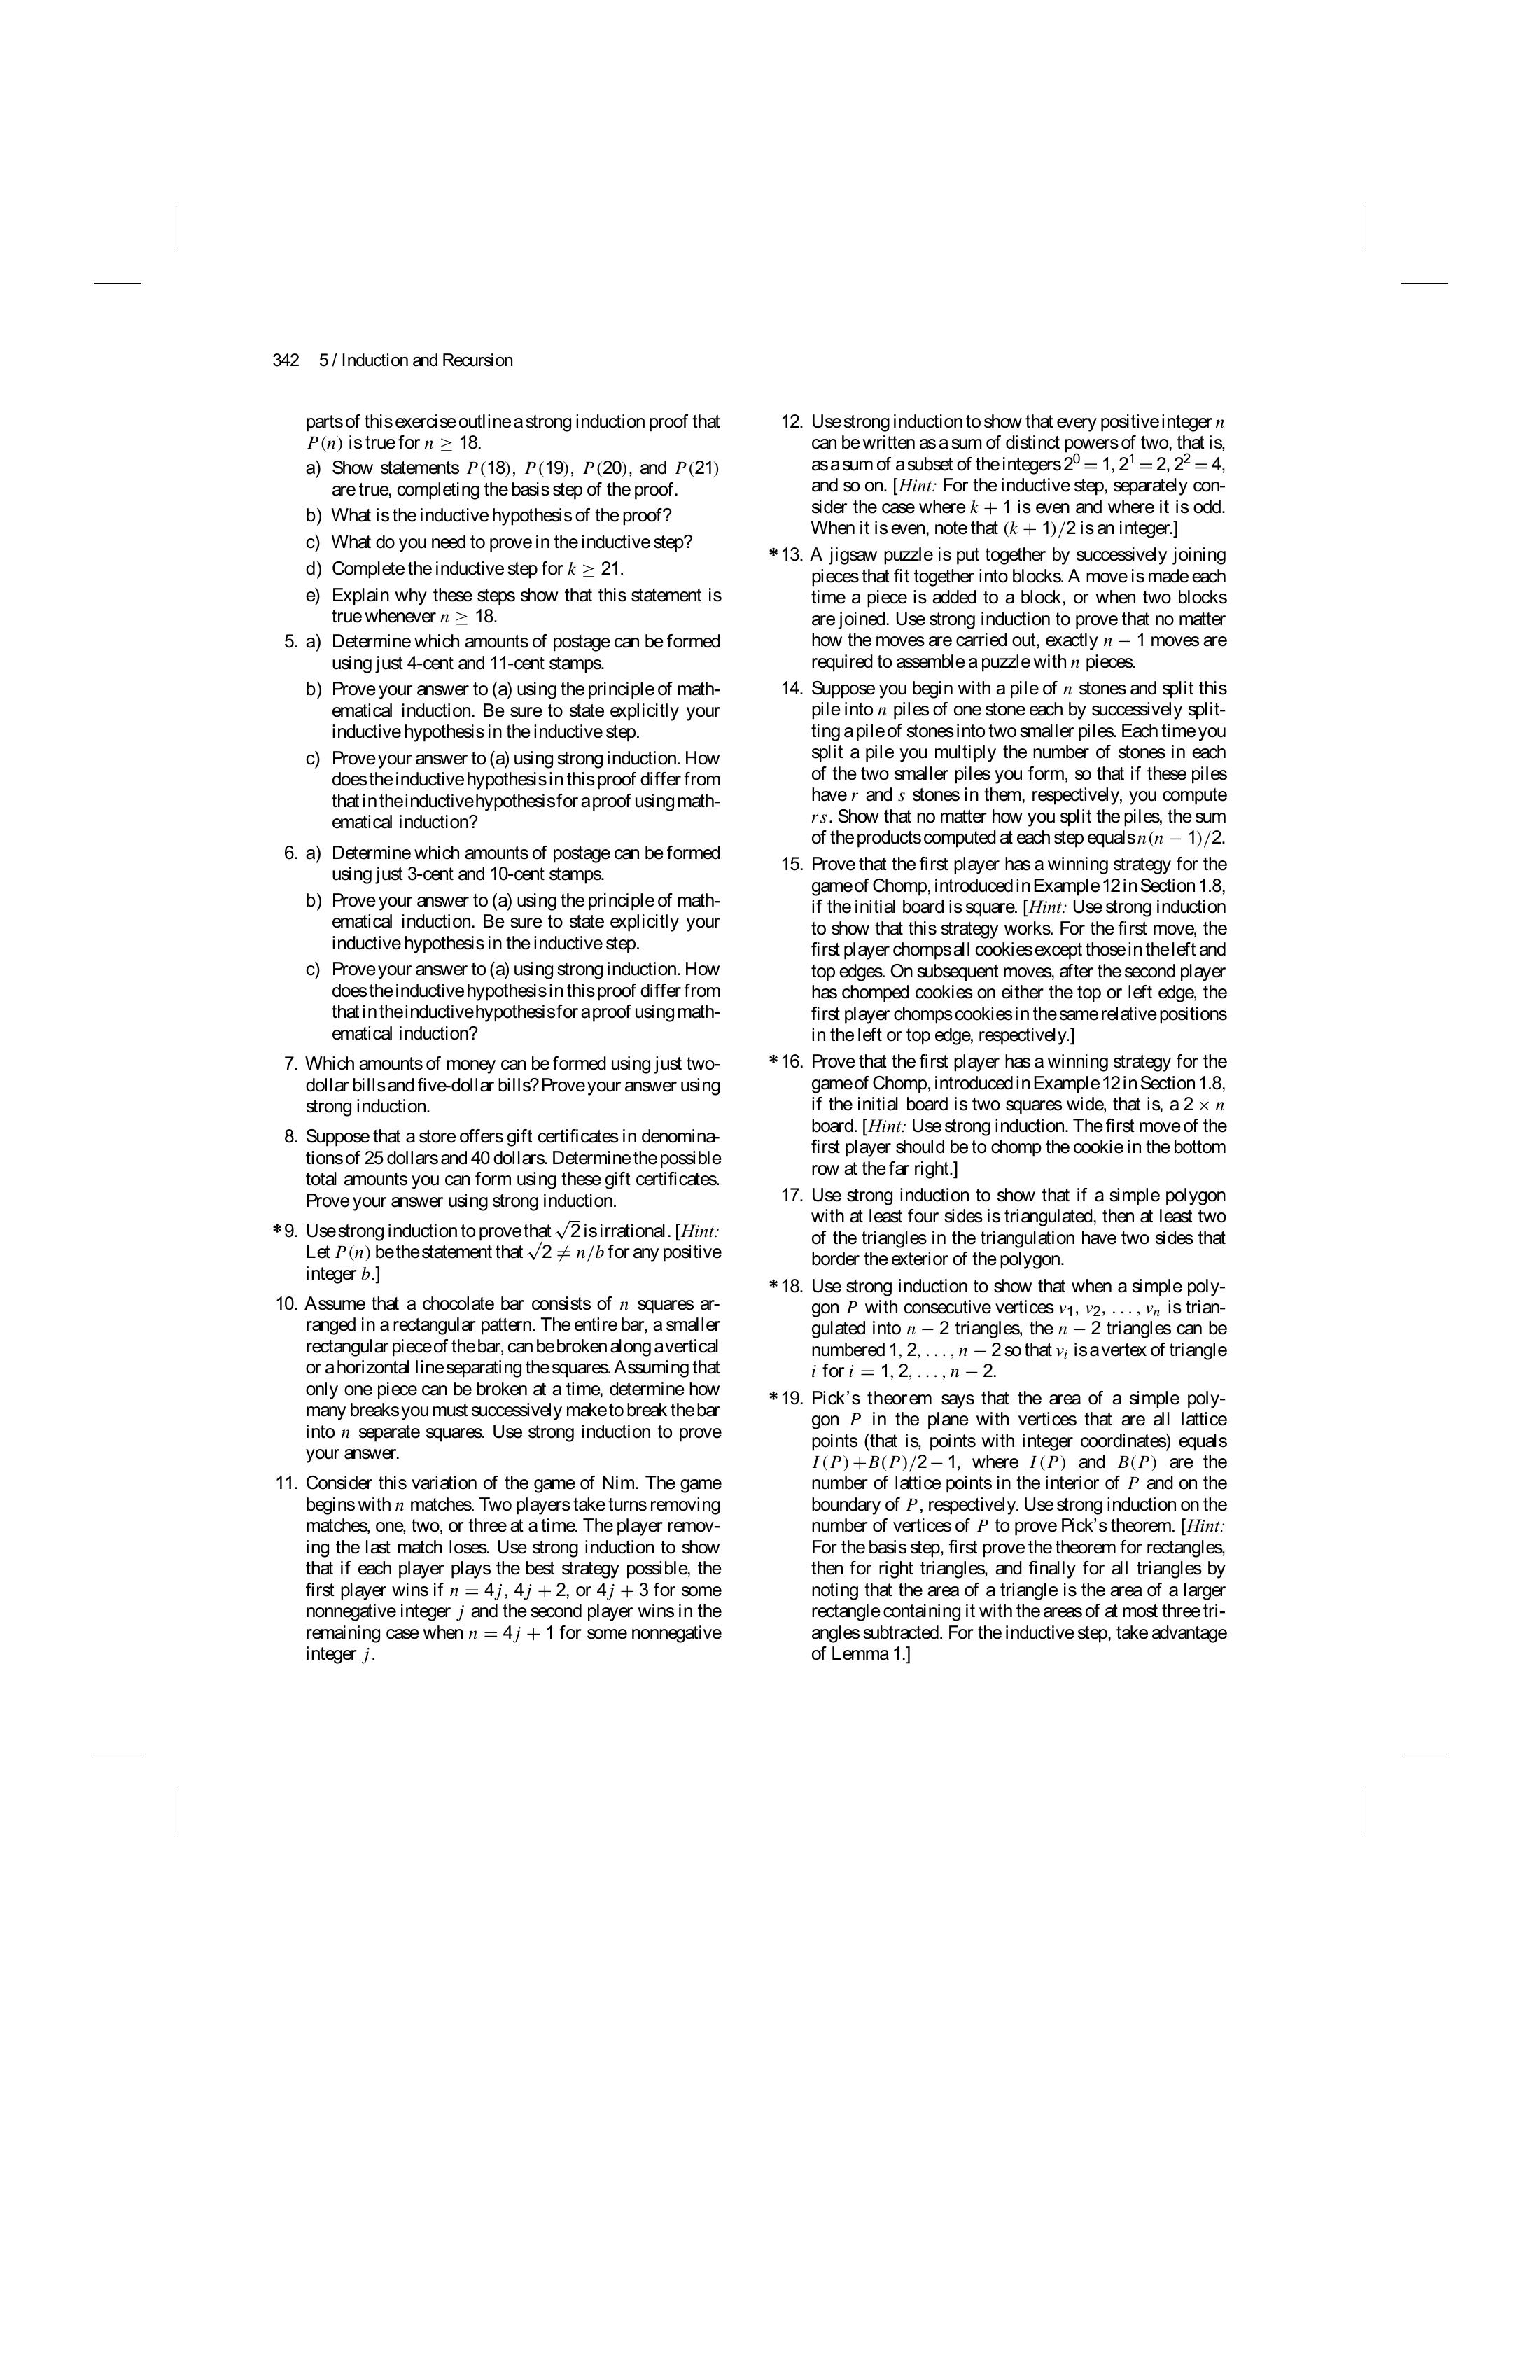 342 5 / Induction and Recursion
parts of this exercise outline a strong induction proof that
P(n) is true for n ≥ 18.
a) Show statements P(18), P(19), P(20), and P(21)
are true, completing the basis step of the proof.
b) What is the inductive hypothesis of the proof?
c) What do you need to prove in the inductive step?
d) Complete the inductive step for k ≥ 21.
e) Explain why these steps show that this statement is
true whenever n ≥ 18.
5. a) Determine which amounts of postage can be formed
using just 4-cent and 11-cent stamps.
b) Prove your answer to (a) using the principle of math-
ematical induction. Be sure to state explicitly your
inductive hypothesis in the inductive step.
c) Prove your answer to (a) using strong induction. How
does the inductive hypothesis in this proof differ from
that in the inductive hypothesis for a proof using math-
ematical induction?
6. a) Determine which amounts of postage can be formed
using just 3-cent and 10-cent stamps.
b) Prove your answer to (a) using the principle of math-
ematical induction. Be sure to state explicitly your
inductive hypothesis in the inductive step.
c) Prove your answer to (a) using strong induction. How
does the inductive hypothesis in this proof differ from
that in the inductive hypothesis for a proof using math-
ematical induction?
7. Which amounts of money can be formed using just two-
dollar bills and five-dollar bills? Prove your answer using
strong induction.
8. Suppose that a store offers gift certificates in denomina-
tions of 25 dollars and 40 dollars. Determine the possible
total amounts you can form using these gift certificates.
Prove your answer using strong induction.
*9. Use strong induction to prove that √2 is irrational. [Hint:
Let P(n) be the statement that √2 ≠ n/b for any positive
integer b.]
10. Assume that a chocolate bar consists of n squares ar-
ranged in a rectangular pattern. The entire bar, a smaller
rectangular piece of the bar, can be broken along a vertical
or a horizontal line separating the squares. Assuming that
only one piece can be broken at a time, determine how
many breaks you must successively make to break the bar
into n separate squares. Use strong induction to prove
your answer.
11. Consider this variation of the game of Nim. The game
begins with n matches. Two players take turns removing
matches, one, two, or three at a time. The player remov-
ing the last match loses. Use strong induction to show
that if each player plays the best strategy possible, the
first player wins if n = 4j, 4j + 2, or 4j + 3 for some
nonnegative integer j and the second player wins in the
remaining case when n = 4j + 1 for some nonnegative
integer j.
12. Use strong induction to show that every positive integer n
can be written as a sum of distinct powers of two, that is,
as a sum of a subset of the integers 2⁰ = 1, 2¹ = 2, 2² = 4,
and so on. [Hint: For the inductive step, separately con-
sider the case where k + 1 is even and where it is odd.
When it is even, note that (k + 1)/2 is an integer.]
*13. A jigsaw puzzle is put together by successively joining
pieces that fit together into blocks. A move is made each
time a piece is added to a block, or when two blocks
are joined. Use strong induction to prove that no matter
how the moves are carried out, exactly n − 1 moves are
required to assemble a puzzle with n pieces.
14. Suppose you begin with a pile of n stones and split this
pile into n piles of one stone each by successively split-
ting a pile of stones into two smaller piles. Each time you
split a pile you multiply the number of stones in each
of the two smaller piles you form, so that if these piles
have r and s stones in them, respectively, you compute
rs. Show that no matter how you split the piles, the sum
of the products computed at each step equals n(n − 1)/2.
15. Prove that the first player has a winning strategy for the
game of Chomp, introduced in Example 12 in Section 1.8,
if the initial board is square. [Hint: Use strong induction
to show that this strategy works. For the first move, the
first player chomps all cookies except those in the left and
top edges. On subsequent moves, after the second player
has chomped cookies on either the top or left edge, the
first player chomps cookies in the same relative positions
in the left or top edge, respectively.]
*16. Prove that the first player has a winning strategy for the
game of Chomp, introduced in Example 12 in Section 1.8,
if the initial board is two squares wide, that is, a 2 × n
board. [Hint: Use strong induction. The first move of the
first player should be to chomp the cookie in the bottom
row at the far right.]
17. Use strong induction to show that if a simple polygon
with at least four sides is triangulated, then at least two
of the triangles in the triangulation have two sides that
border the exterior of the polygon.
*18. Use strong induction to show that when a simple poly-
gon P with consecutive vertices v₁, v₂, . . . , vₙ is trian-
gulated into n − 2 triangles, the n − 2 triangles can be
numbered 1, 2, . . . , n − 2 so that vᵢ is a vertex of triangle
i for i = 1, 2, . . . , n − 2.
*19. Pick's theorem says that the area of a simple poly-
gon P in the plane with vertices that are all lattice
points (that is, points with integer coordinates) equals
I(P)+B(P)/2 − 1, where I(P) and B(P) are the
number of lattice points in the interior of P and on the
boundary of P, respectively. Use strong induction on the
number of vertices of P to prove Pick's theorem. [Hint:
For the basis step, first prove the theorem for rectangles,
then for right triangles, and finally for all triangles by
noting that the area of a triangle is the area of a larger
rectangle containing it with the areas of at most three tri-
angles subtracted. For the inductive step, take advantage
of Lemma 1.]